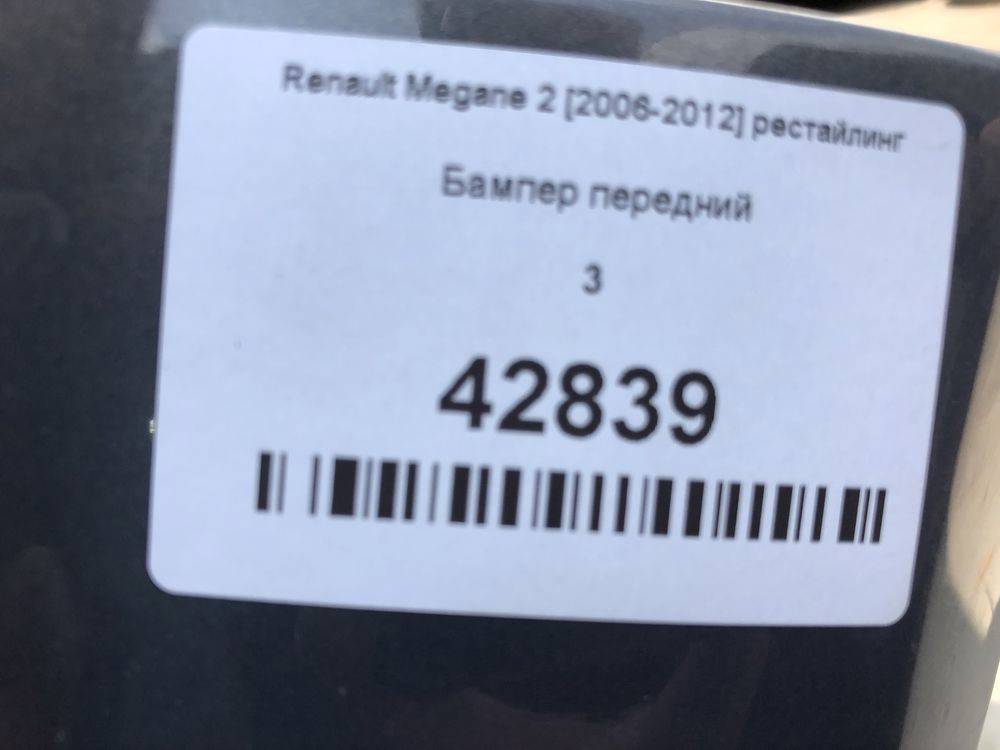 Renault Megane 2 [2006-2012] рестайлинг
Бампер передний
3
42839